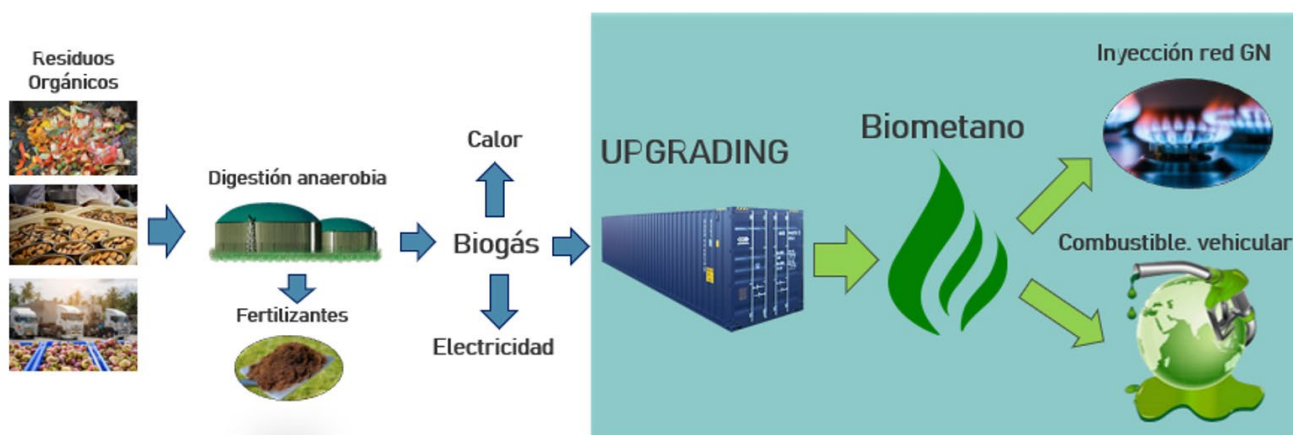 Residuos
Orgánicos
Digestión anaerobia
Fertilizantes
Calor
Biogás
Electricidad
UPGRADING
Biometano
Inyección red GN
Combustible. vehicular